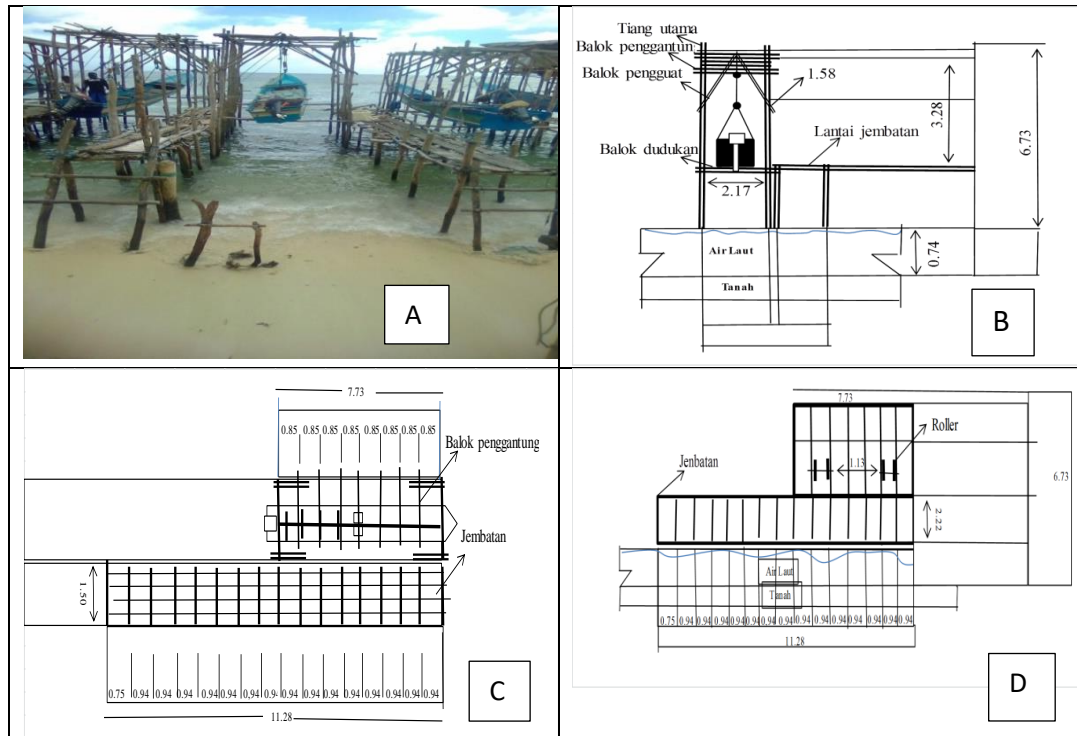 A
Tiang utama
Balok penggantun
Balok pengguat
1.58
3.28
6.73
Lantai jembatan
Balok dudukan
2.17
Air Laut
0.74
Tanah
B
7.73
0.85 0.85 0.85 0.85 0.85 0.85 0.85 0.85
Balok penggantung
Jembatan
1.50
0.75 0.94 0.94 0.94 0.94 0.94 0.94 0.94 0.94 0.94 0.94 0.94 0.94 0.94
11.28
C
7.73
Roller
1.13
Jenbatan
6.73
2.22
Air Laut
Tanah
0.75 0.94 0.94 0.94 0.94 0.94 0.94 0.94 0.94 0.94 0.94 0.94 0.94
11.28
D